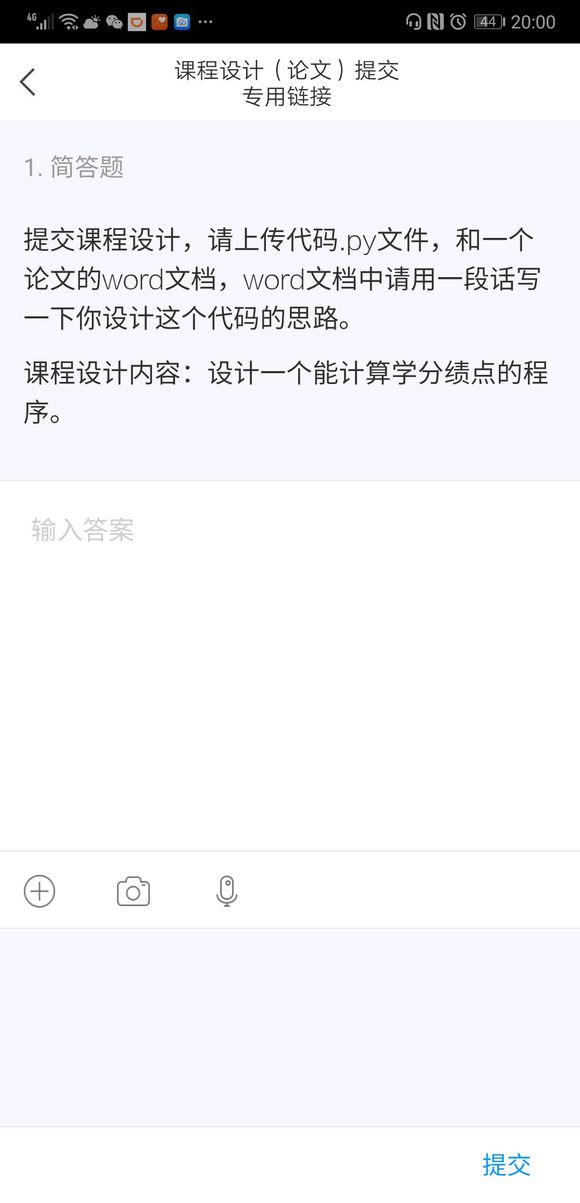 4G
44
20:00
课程设计（论文）提交
专用链接
1. 简答题
提交课程设计，请上传代码.py文件，和一个
论文的word文档，word文档中请用一段话写
一下你设计这个代码的思路。
课程设计内容：设计一个能计算学分绩点的程
序。
输入答案
提交